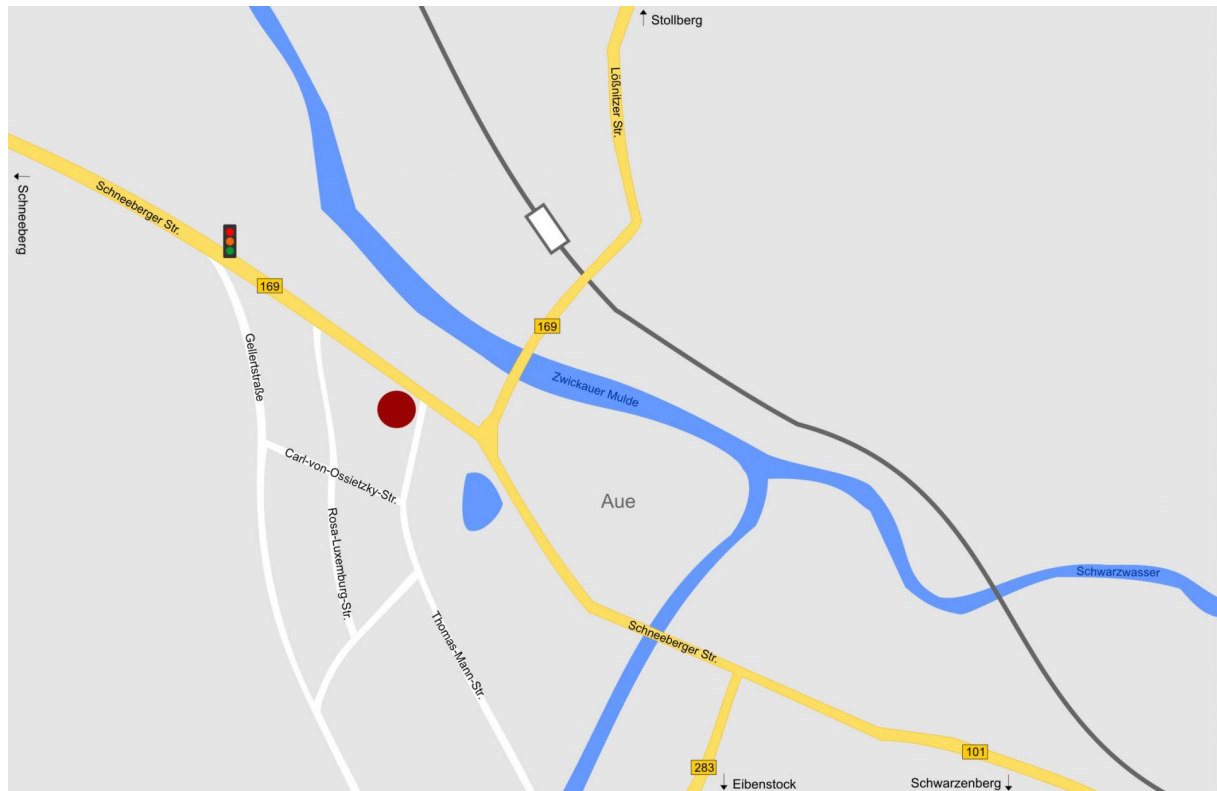 Stollberg
Lößnitzer Str.
Schneeberg
Schneeberger Str.
169
169
Gellertstraße
Zwickauer Mulde
Carl-von-Ossietzky-Str.
Aue
Rosa-Luxemburg-Str.
Schwarzwasser
Thomas-Mann-Str.
Schneeberger Str.
101
283
Eibenstock
Schwarzenberg